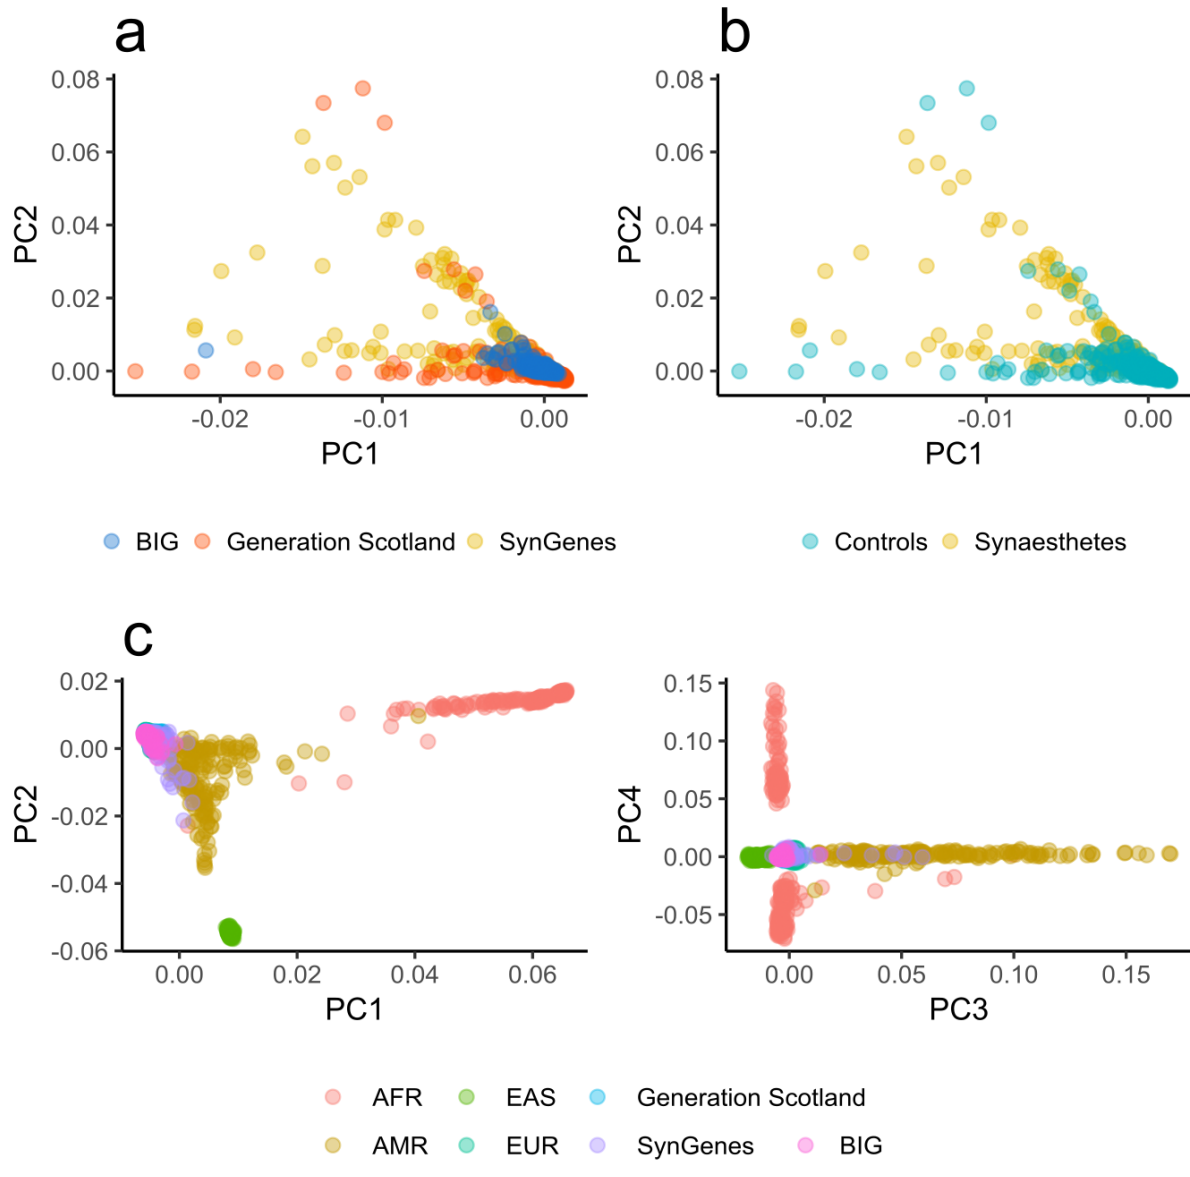 a
b
0.08
0.06
0.04
0.02
0.00
PC2
-0.02
-0.01
0.00
PC1
0.08
0.06
0.04
0.02
0.00
PC2
-0.02
-0.01
0.00
PC1
BIG Generation Scotland SynGenes
Controls Synaesthetes
c
0.02
0.00
-0.02
-0.04
-0.06
PC2
0.00
0.02
0.04
0.06
PC1
0.15
0.10
0.05
0.00
-0.05
PC4
0.00
0.05
0.10
0.15
PC3
AFR EAS Generation Scotland
AMR EUR SynGenes BIG